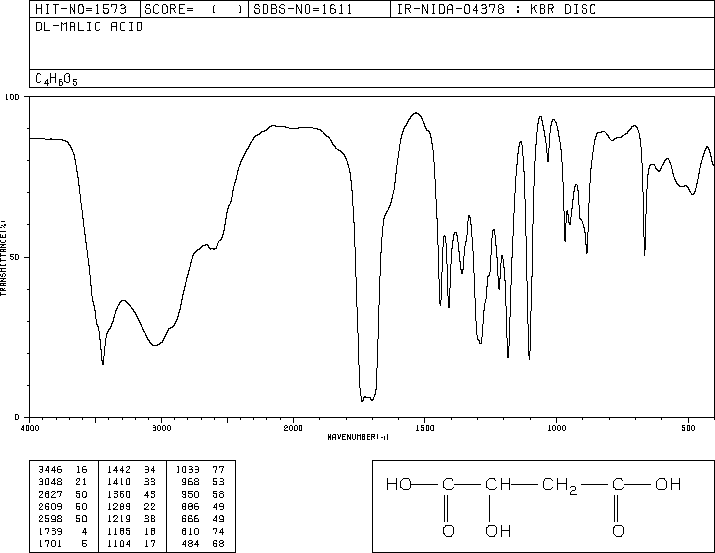 HIT-NO=1573 SCORE= ( ) SDBS-NO=1611 IR-NIDA-04378 : KBR DISC
DL-MALIC ACID
C4H6O5
100
50
0
TRANSMITTANCE(%)
4000 3000 2000 1500 1000 500
WAVENUMBER(-1)
3446 16 1442 34 1033 77
3048 21 1410 33 968 53
2627 50 1360 43 950 58
2609 50 1289 22 886 49
2598 50 1219 38 666 49
1739 4 1185 18 610 74
1701 5 1104 17 484 68
HO C CH CH2 C OH
O OH O